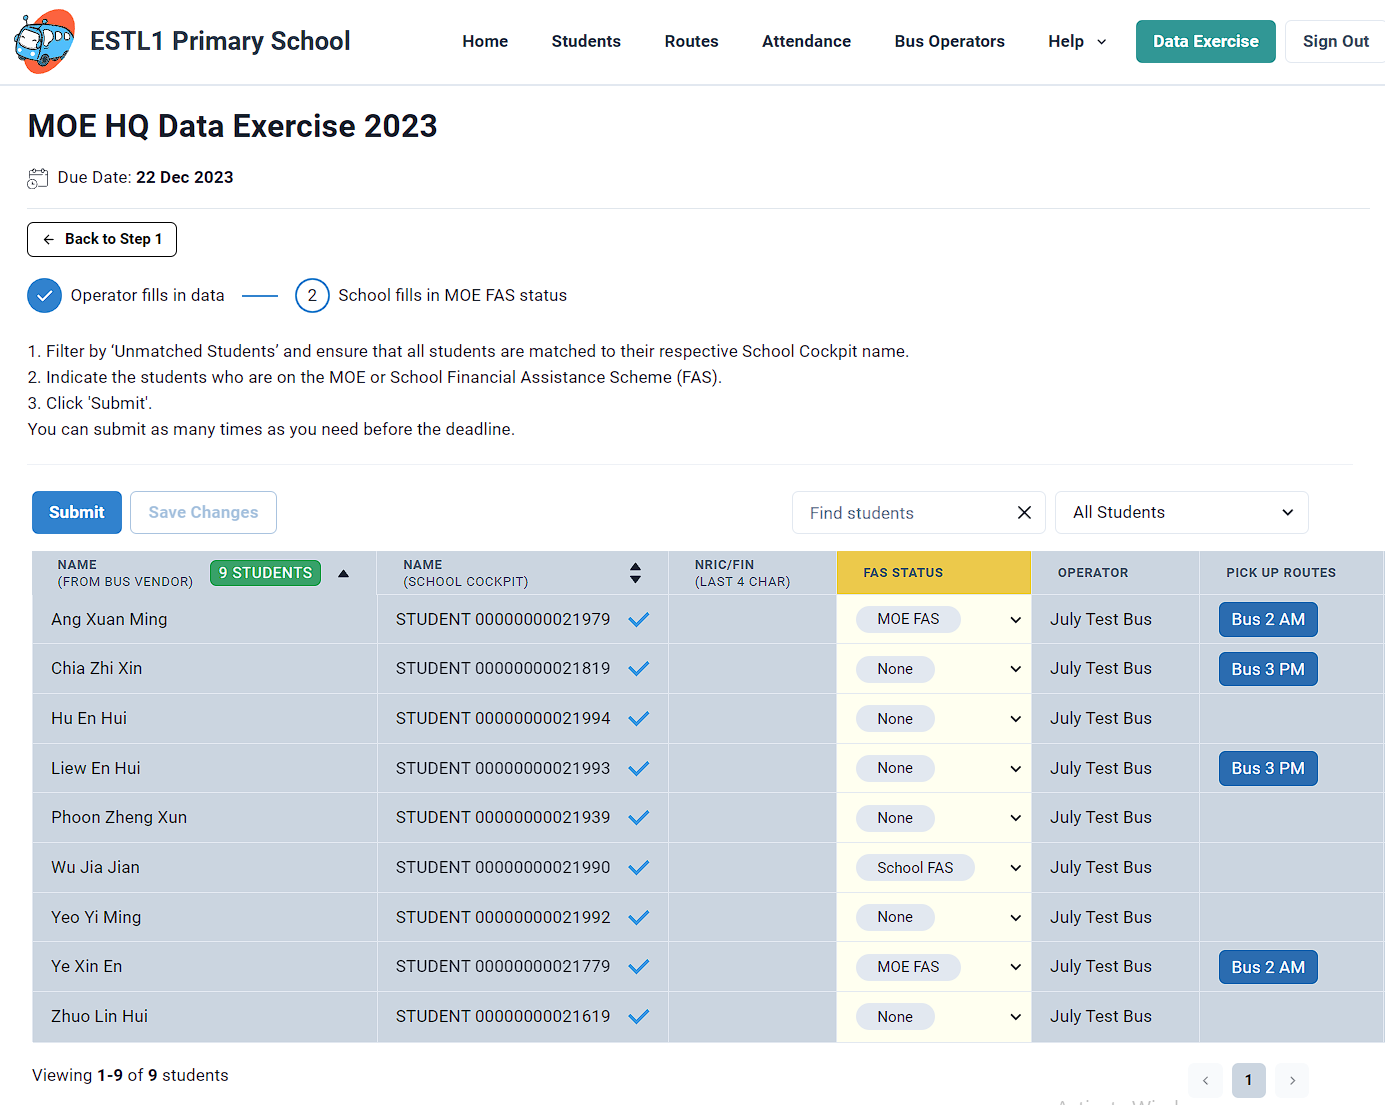 ESTL1 Primary School
Home Students Routes Attendance Bus Operators Help Data Exercise Sign Out
MOE HQ Data Exercise 2023
Due Date: 22 Dec 2023
Back to Step 1
Operator fills in data 2 School fills in MOE FAS status
1. Filter by ‘Unmatched Students’ and ensure that all students are matched to their respective School Cockpit name.
2. Indicate the students who are on the MOE or School Financial Assistance Scheme (FAS).
3. Click 'Submit'.
You can submit as many times as you need before the deadline.
Submit Save Changes Find students All Students
NAME (FROM BUS VENDOR) 9 STUDENTS NAME (SCHOOL COCKPIT) NRIC/FIN (LAST 4 CHAR) FAS STATUS OPERATOR PICK UP ROUTES
Ang Xuan Ming STUDENT 00000000021979 MOE FAS July Test Bus Bus 2 AM
Chia Zhi Xin STUDENT 00000000021819 None July Test Bus Bus 3 PM
Hu En Hui STUDENT 00000000021994 None July Test Bus
Liew En Hui STUDENT 00000000021993 None July Test Bus Bus 3 PM
Phoon Zheng Xun STUDENT 00000000021939 None July Test Bus
Wu Jia Jian STUDENT 00000000021990 School FAS July Test Bus
Yeo Yi Ming STUDENT 00000000021992 None July Test Bus
Ye Xin En STUDENT 00000000021779 MOE FAS July Test Bus Bus 2 AM
Zhuo Lin Hui STUDENT 00000000021619 None July Test Bus
Viewing 1-9 of 9 students
1